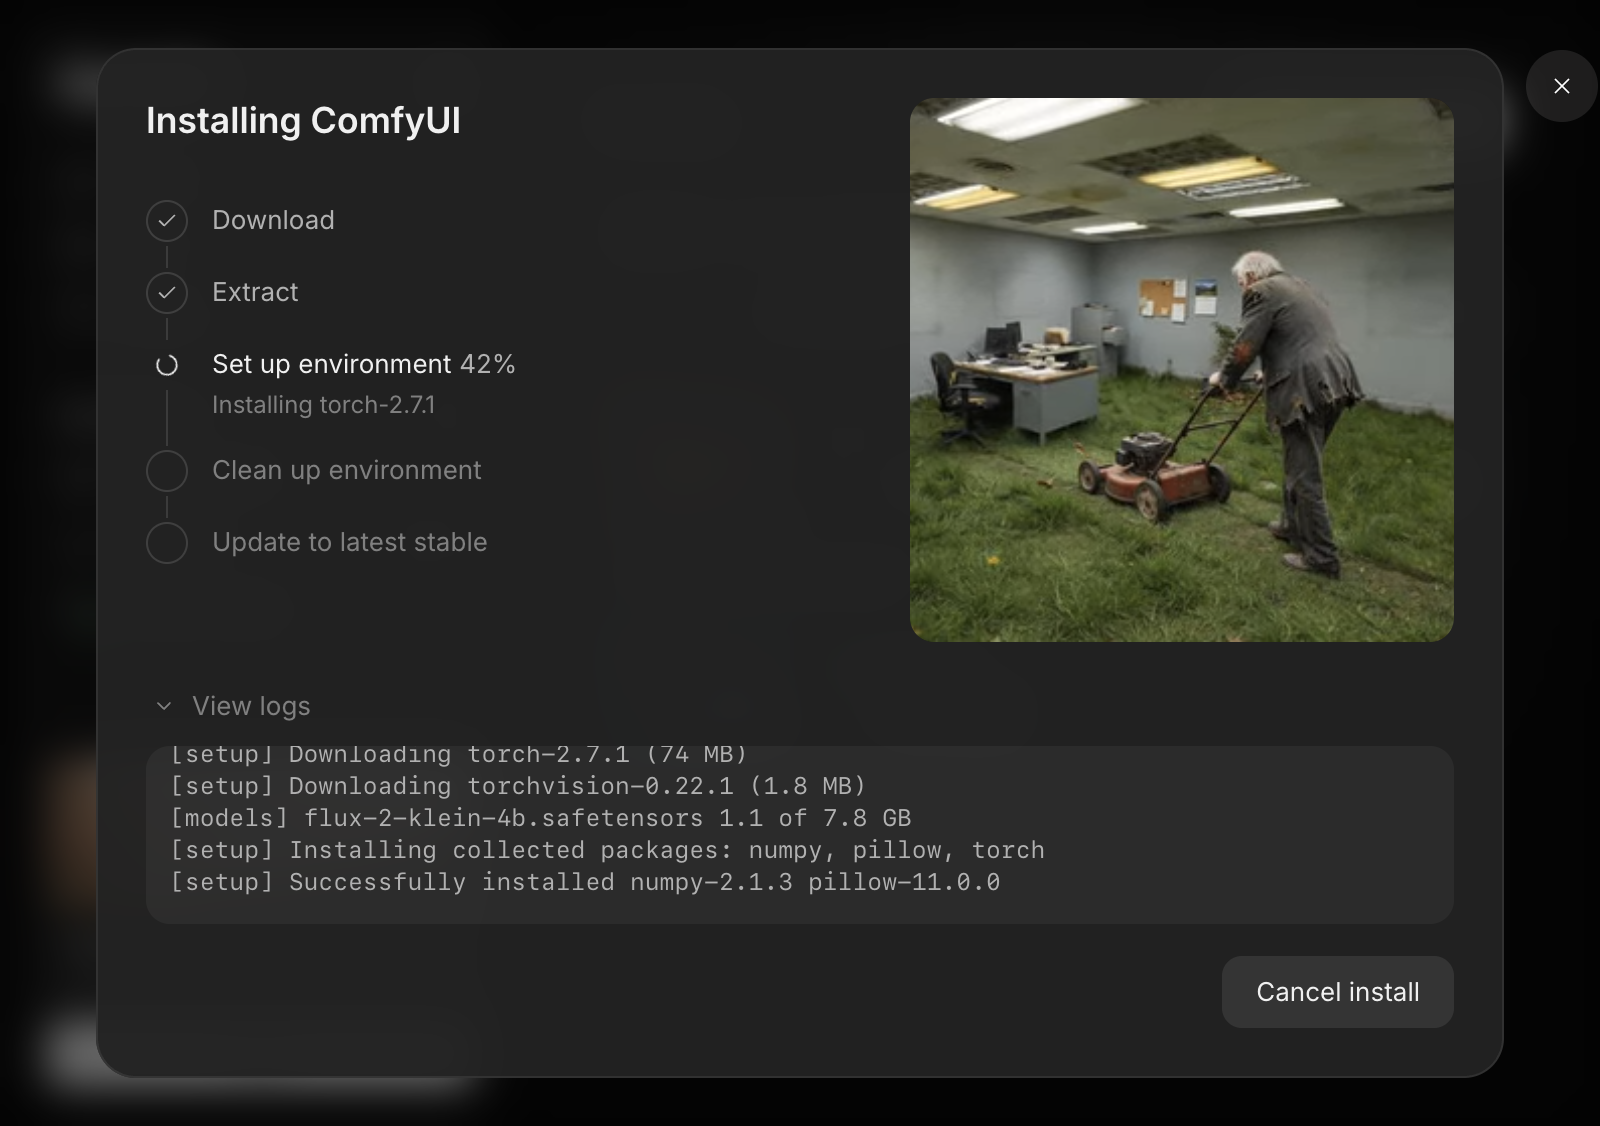 Installing ComfyUI
Download
Extract
Set up environment 42%
Installing torch-2.7.1
Clean up environment
Update to latest stable
View logs
[setup] Downloading torch-2.7.1 (74 MB)
[setup] Downloading torchvision-0.22.1 (1.8 MB)
[models] flux-2-klein-4b.safetensors 1.1 of 7.8 GB
[setup] Installing collected packages: numpy, pillow, torch
[setup] Successfully installed numpy-2.1.3 pillow-11.0.0
Cancel install